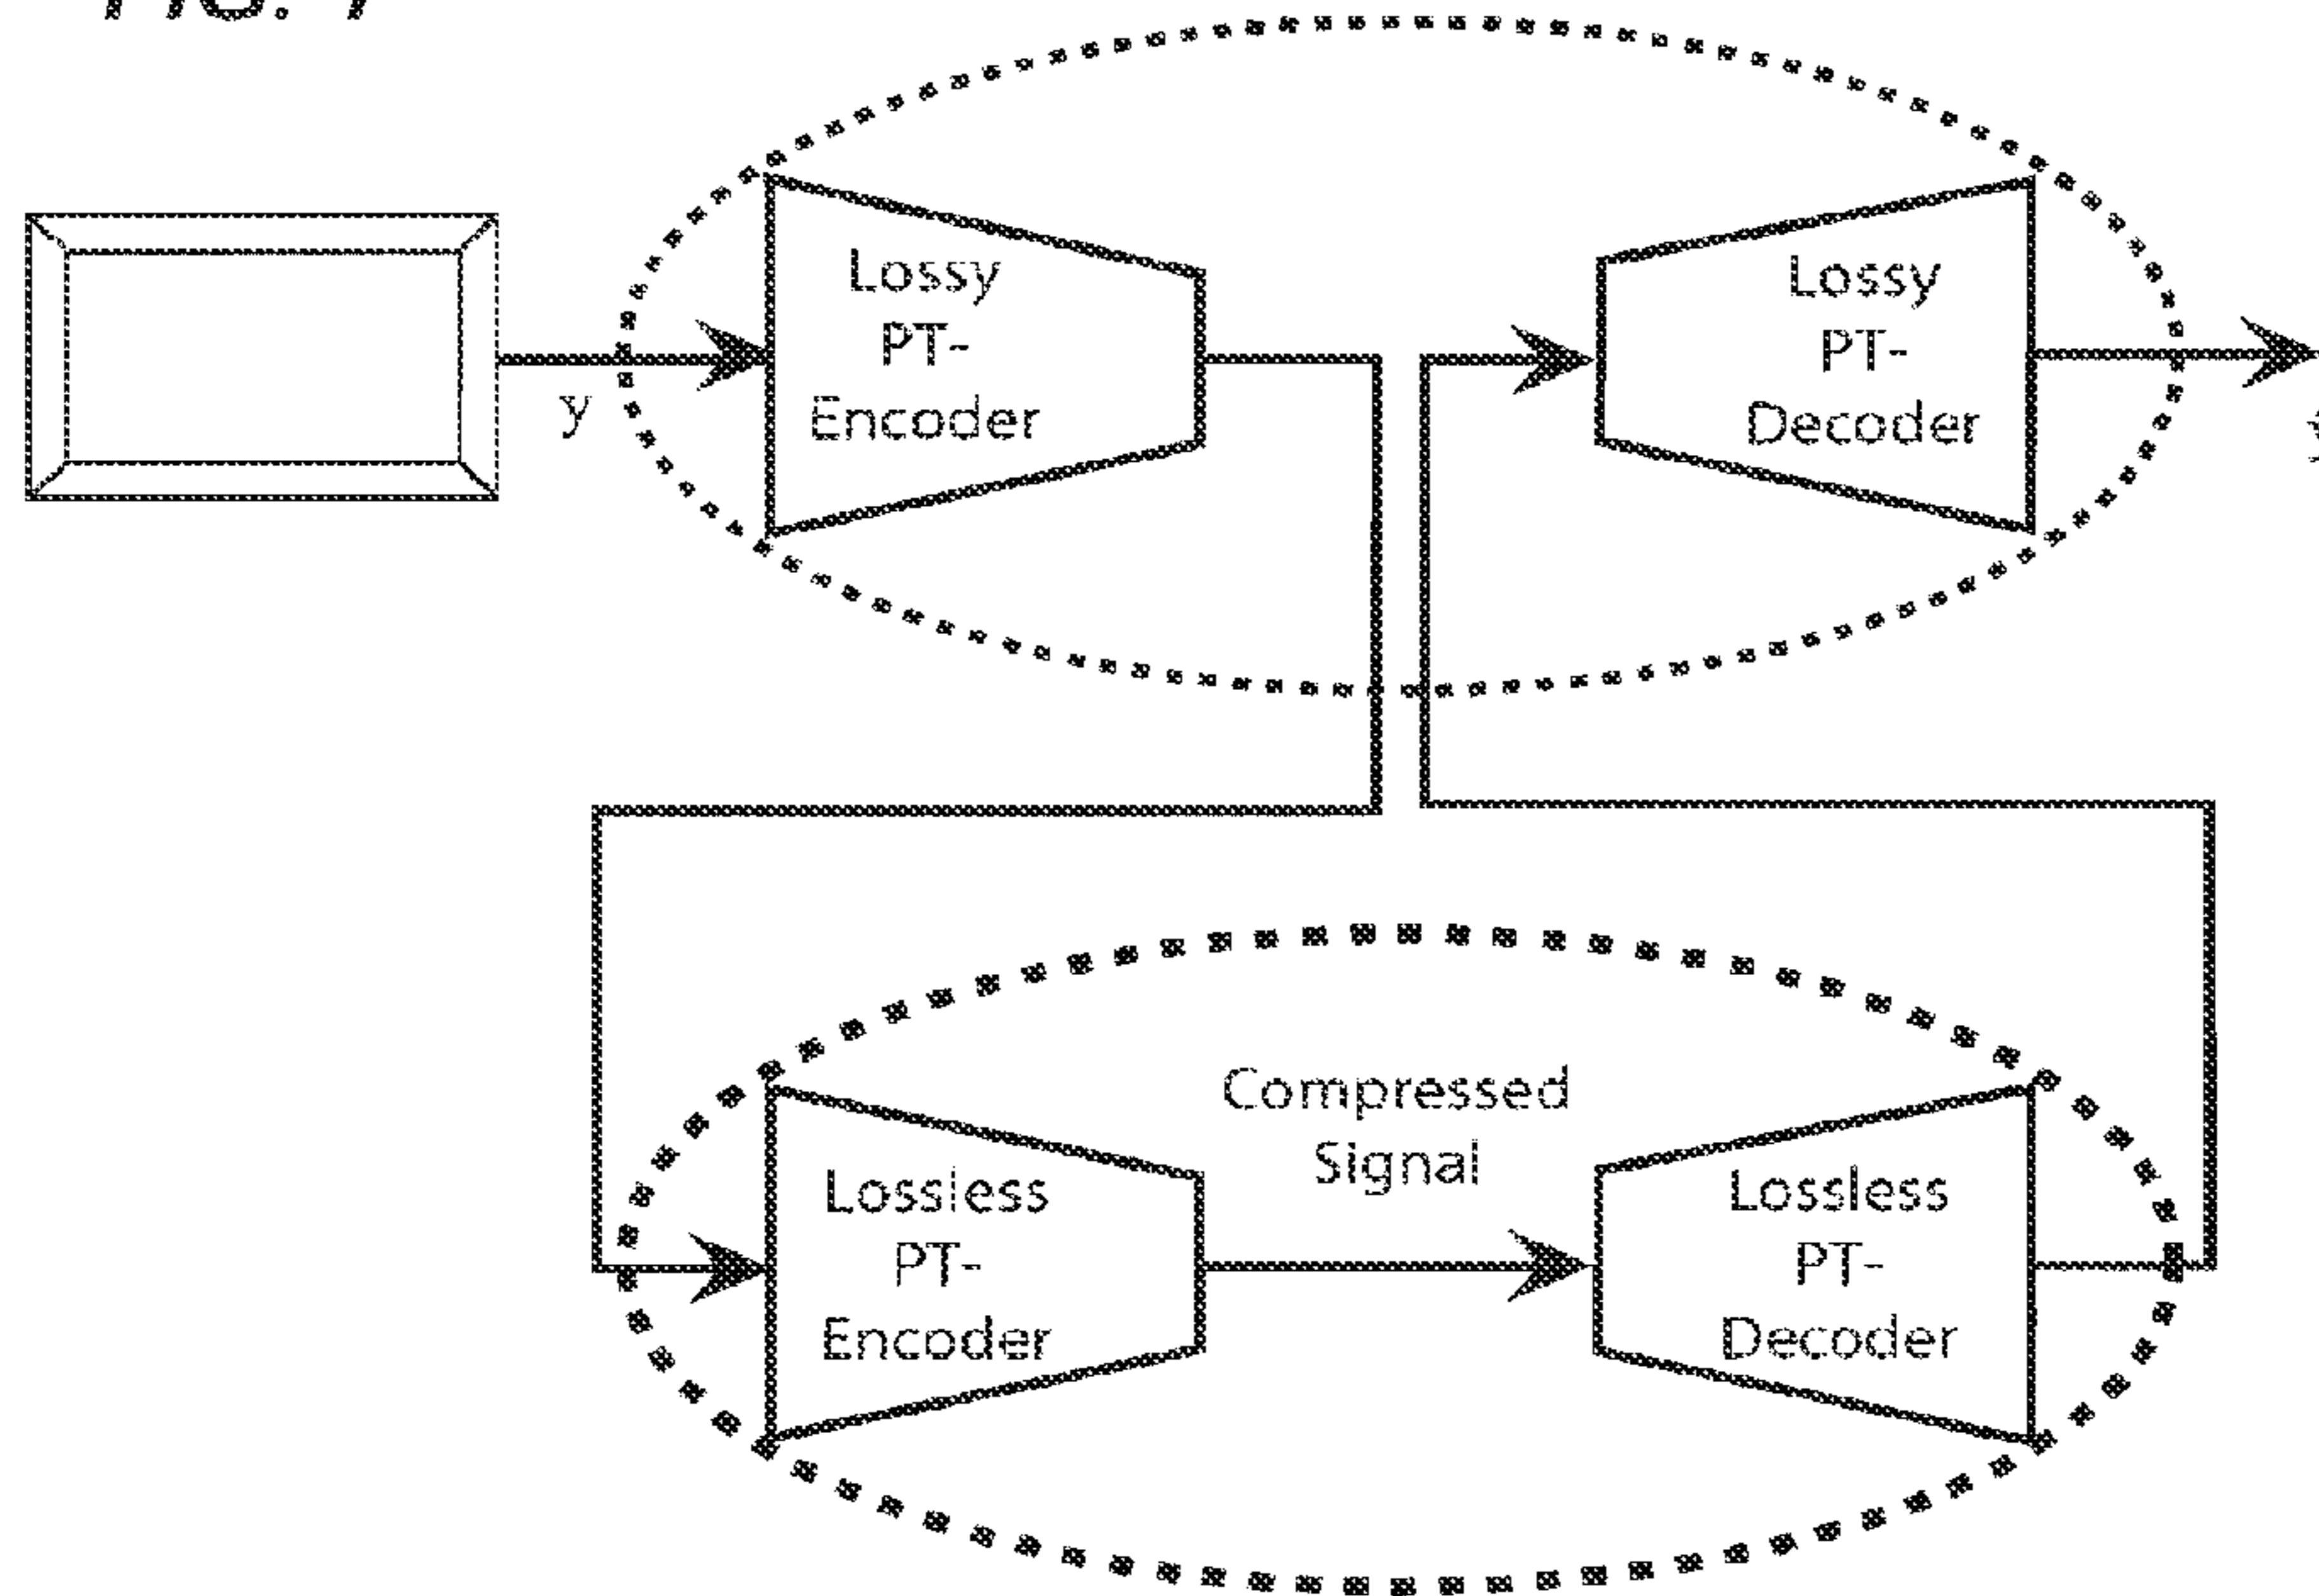 Lossy
PT-
Encoder
Lossy
PT-
Decoder
y
Compressed
Signal
Lossless
PT-
Encoder
Lossless
PT-
Decoder